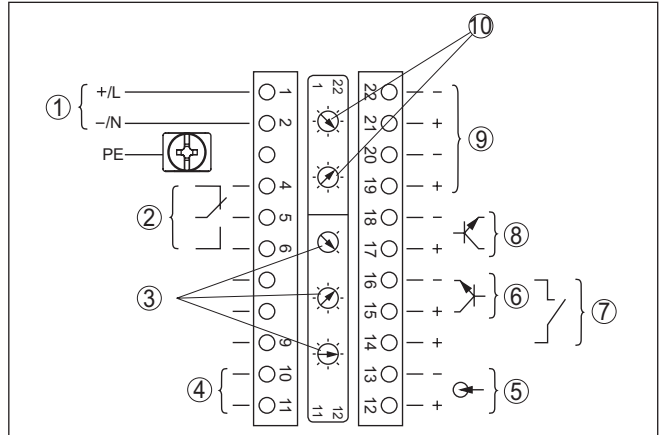 10
1 22
1 +/L 1 22 −
−/N 2 21 + 9
PE 20 −
4 19 +
2 5 18 − 8
6 17 +
3 16 − 6 7
15 +
9 14 +
4 10 13 − 5
11 11 12 12 +